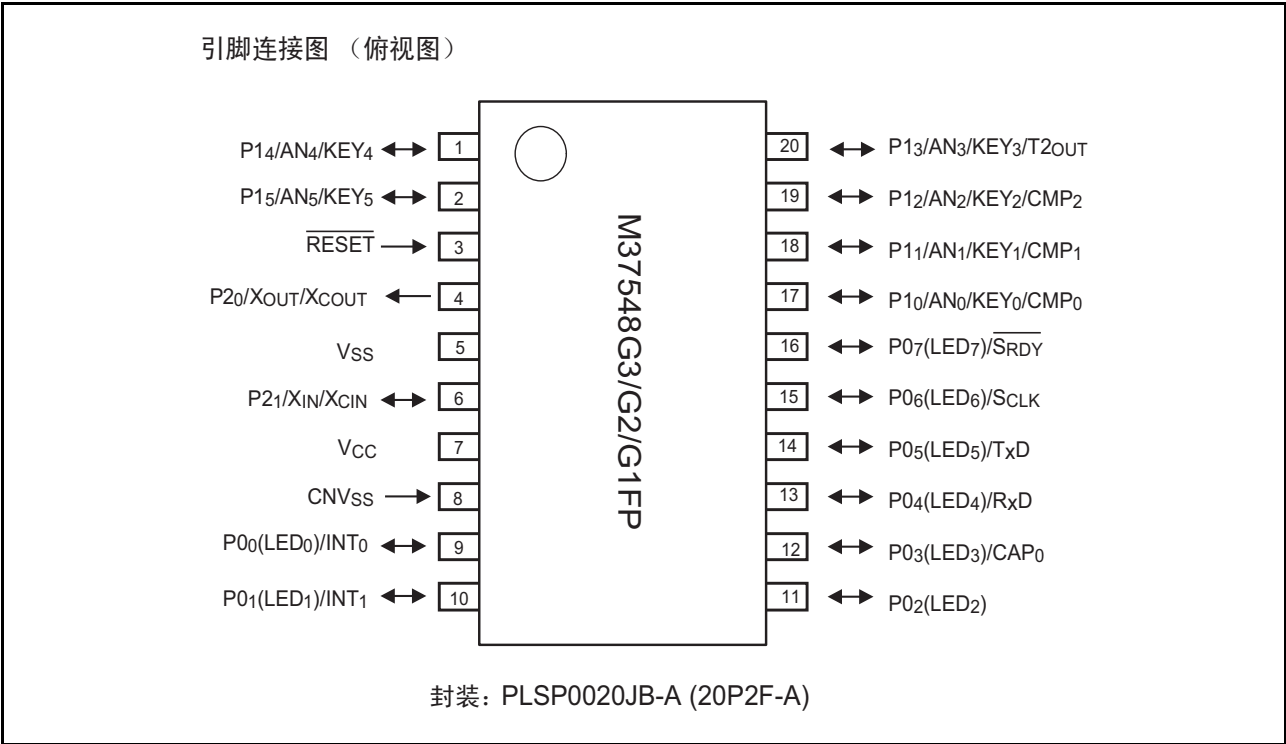 引脚连接图 （俯视图）
P14/AN4/KEY4 1
P15/AN5/KEY5 2
RESET 3
P20/XOUT/XCOUT 4
VSS 5
P21/XIN/XCIN 6
VCC 7
CNVSS 8
P00(LED0)/INT0 9
P01(LED1)/INT1 10
M37548G3/G2/G1FP
20 P13/AN3/KEY3/T2OUT
19 P12/AN2/KEY2/CMP2
18 P11/AN1/KEY1/CMP1
17 P10/AN0/KEY0/CMP0
16 P07(LED7)/SRDY
15 P06(LED6)/SCLK
14 P05(LED5)/TxD
13 P04(LED4)/RxD
12 P03(LED3)/CAP0
11 P02(LED2)
封装: PLSP0020JB-A (20P2F-A)